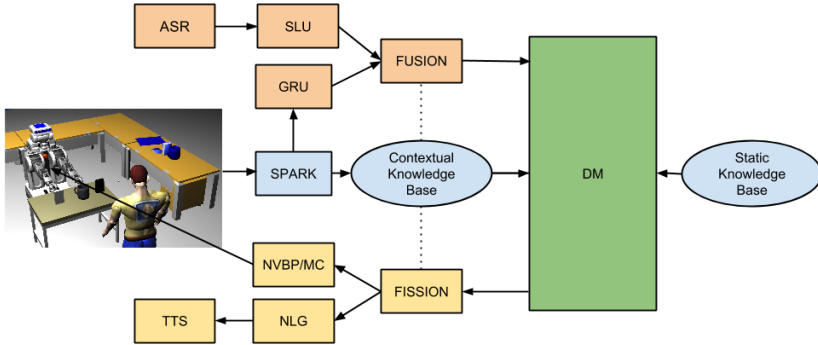 ASR
SLU
FUSION
GRU
SPARK
Contextual
Knowledge
Base
DM
Static
Knowledge
Base
NVBP/MC
FISSION
TTS
NLG